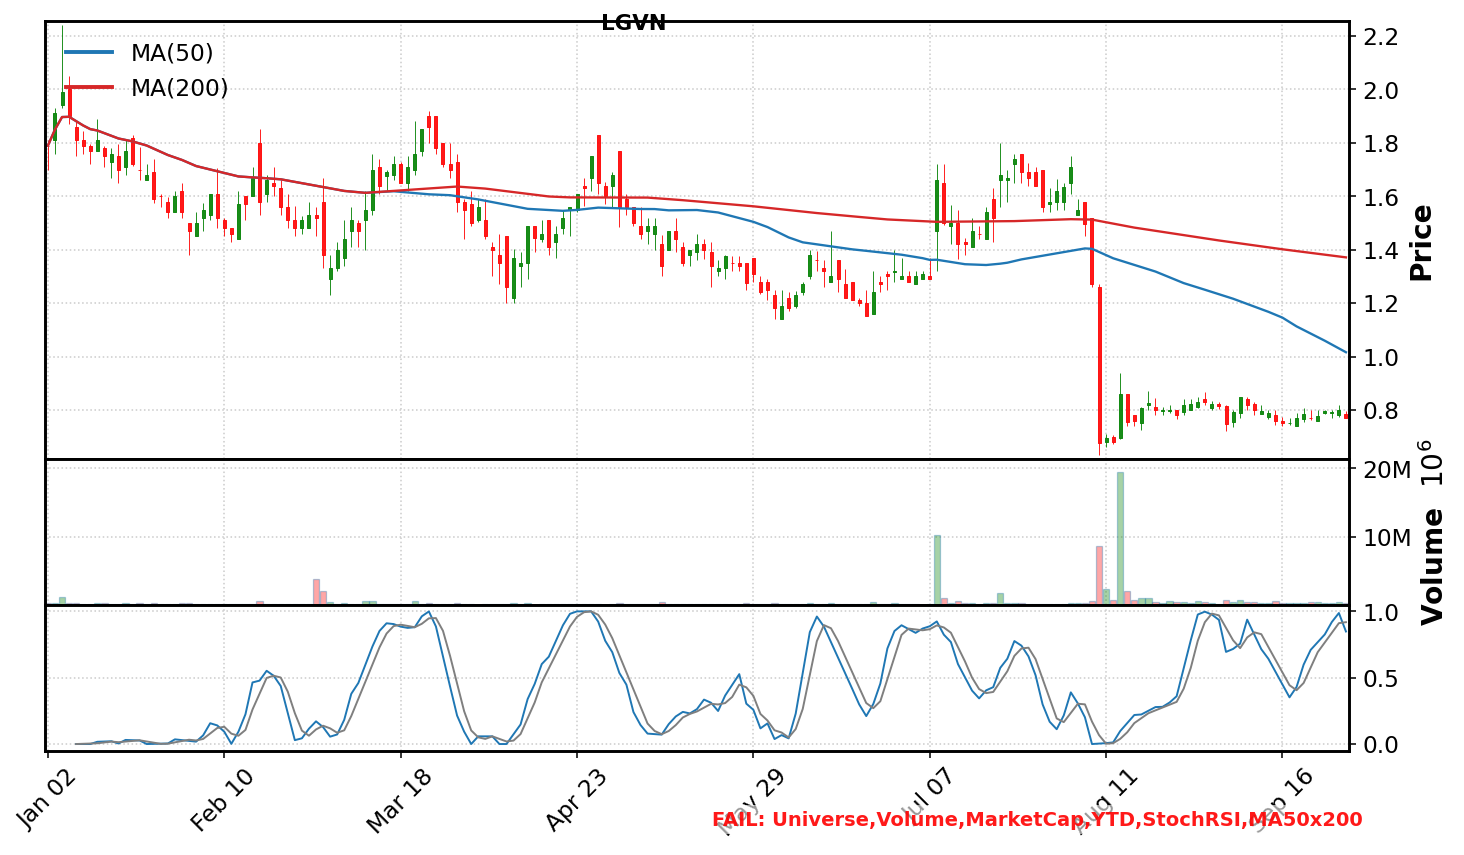 LGVN
MA(50)
MA(200)
2.2
2.0
1.8
1.6
1.4
1.2
1.0
0.8
Price
20M
10M
Volume 10^6
1.0
0.5
0.0
Jan 02
Feb 10
Mar 18
Apr 23
May 29
Jul 07
Aug 11
Sep 16
FAIL: Universe,Volume,MarketCap,YTD,StochRSI,MA50x200